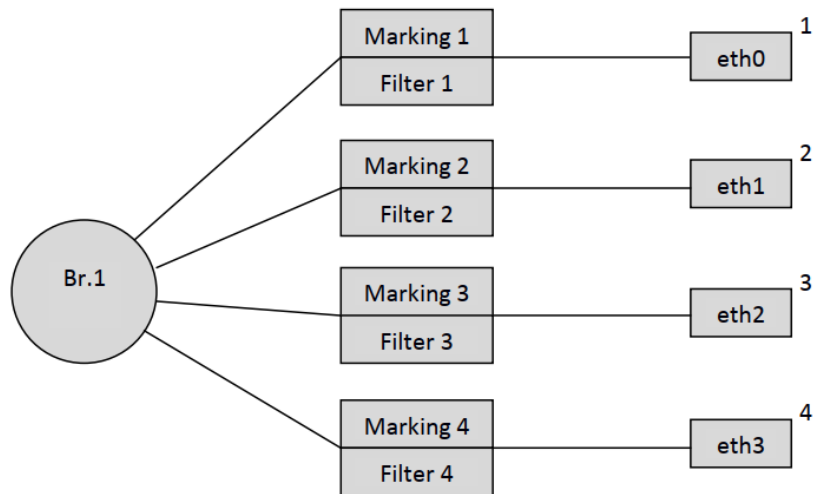 Marking 1
Filter 1
eth0
1
Marking 2
Filter 2
eth1
2
Br.1
Marking 3
Filter 3
eth2
3
Marking 4
Filter 4
eth3
4